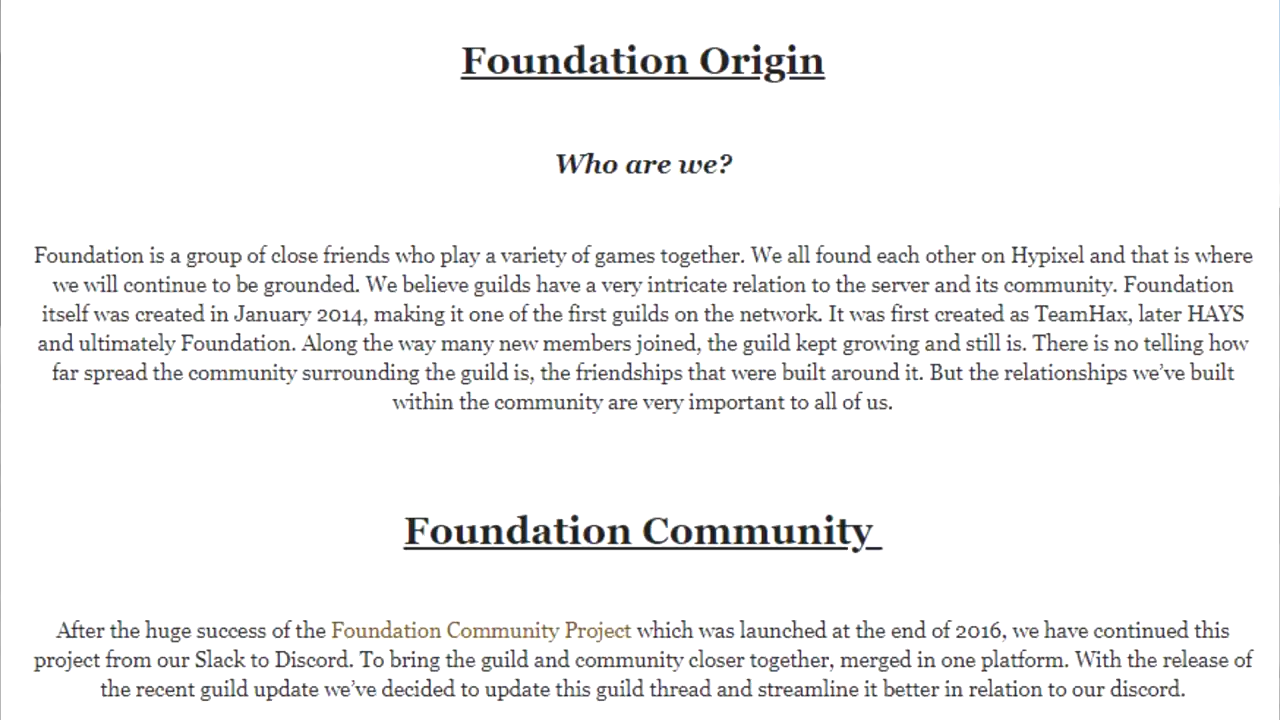 Foundation Origin
Who are we?
Foundation is a group of close friends who play a variety of games together. We all found each other on Hypixel and that is where
we will continue to be grounded. We believe guilds have a very intricate relation to the server and its community. Foundation
itself was created in January 2014, making it one of the first guilds on the network. It was first created as TeamHax, later HAYS
and ultimately Foundation. Along the way many new members joined, the guild kept growing and still is. There is no telling how
far spread the community surrounding the guild is, the friendships that were built around it. But the relationships we've built
within the community are very important to all of us.
Foundation Community
After the huge success of the Foundation Community Project which was launched at the end of 2016, we have continued this
project from our Slack to Discord. To bring the guild and community closer together, merged in one platform. With the release of
the recent guild update we've decided to update this guild thread and streamline it better in relation to our discord.